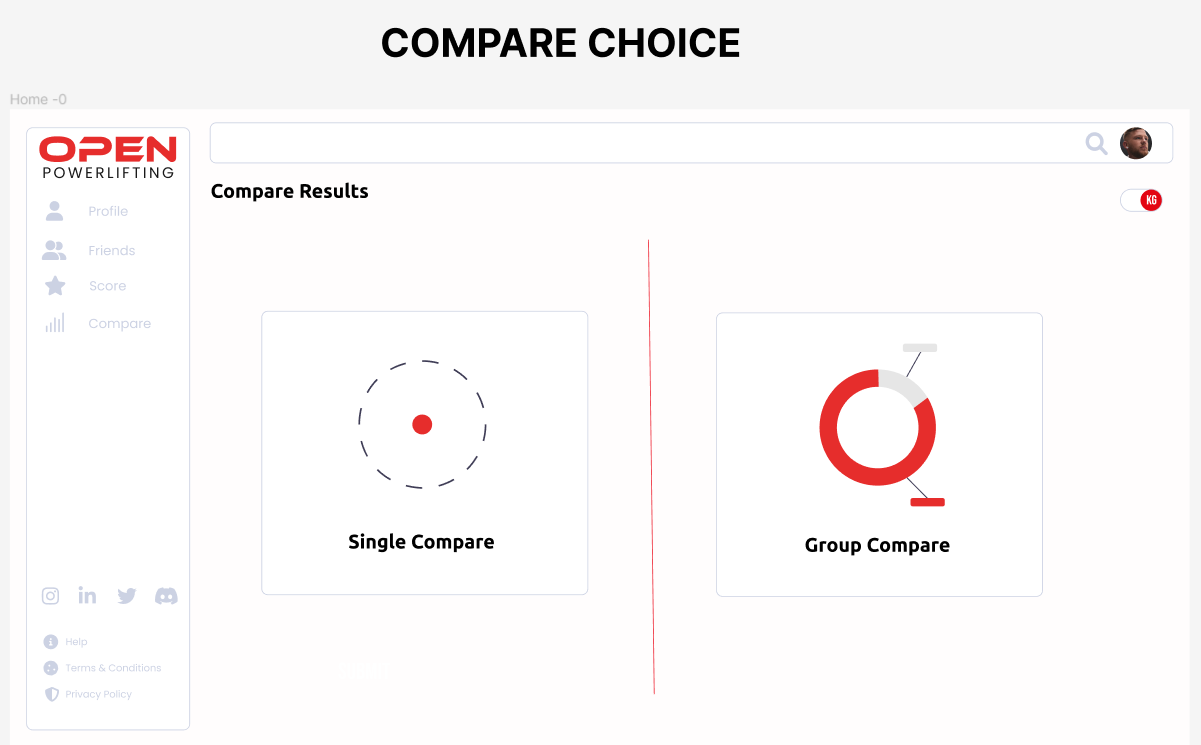 COMPARE CHOICE
Home -0
OPEN
POWERLIFTING
Profile
Friends
Score
Compare
Compare Results
KG
Single Compare
Group Compare
Help
Terms & Conditions
Privacy Policy